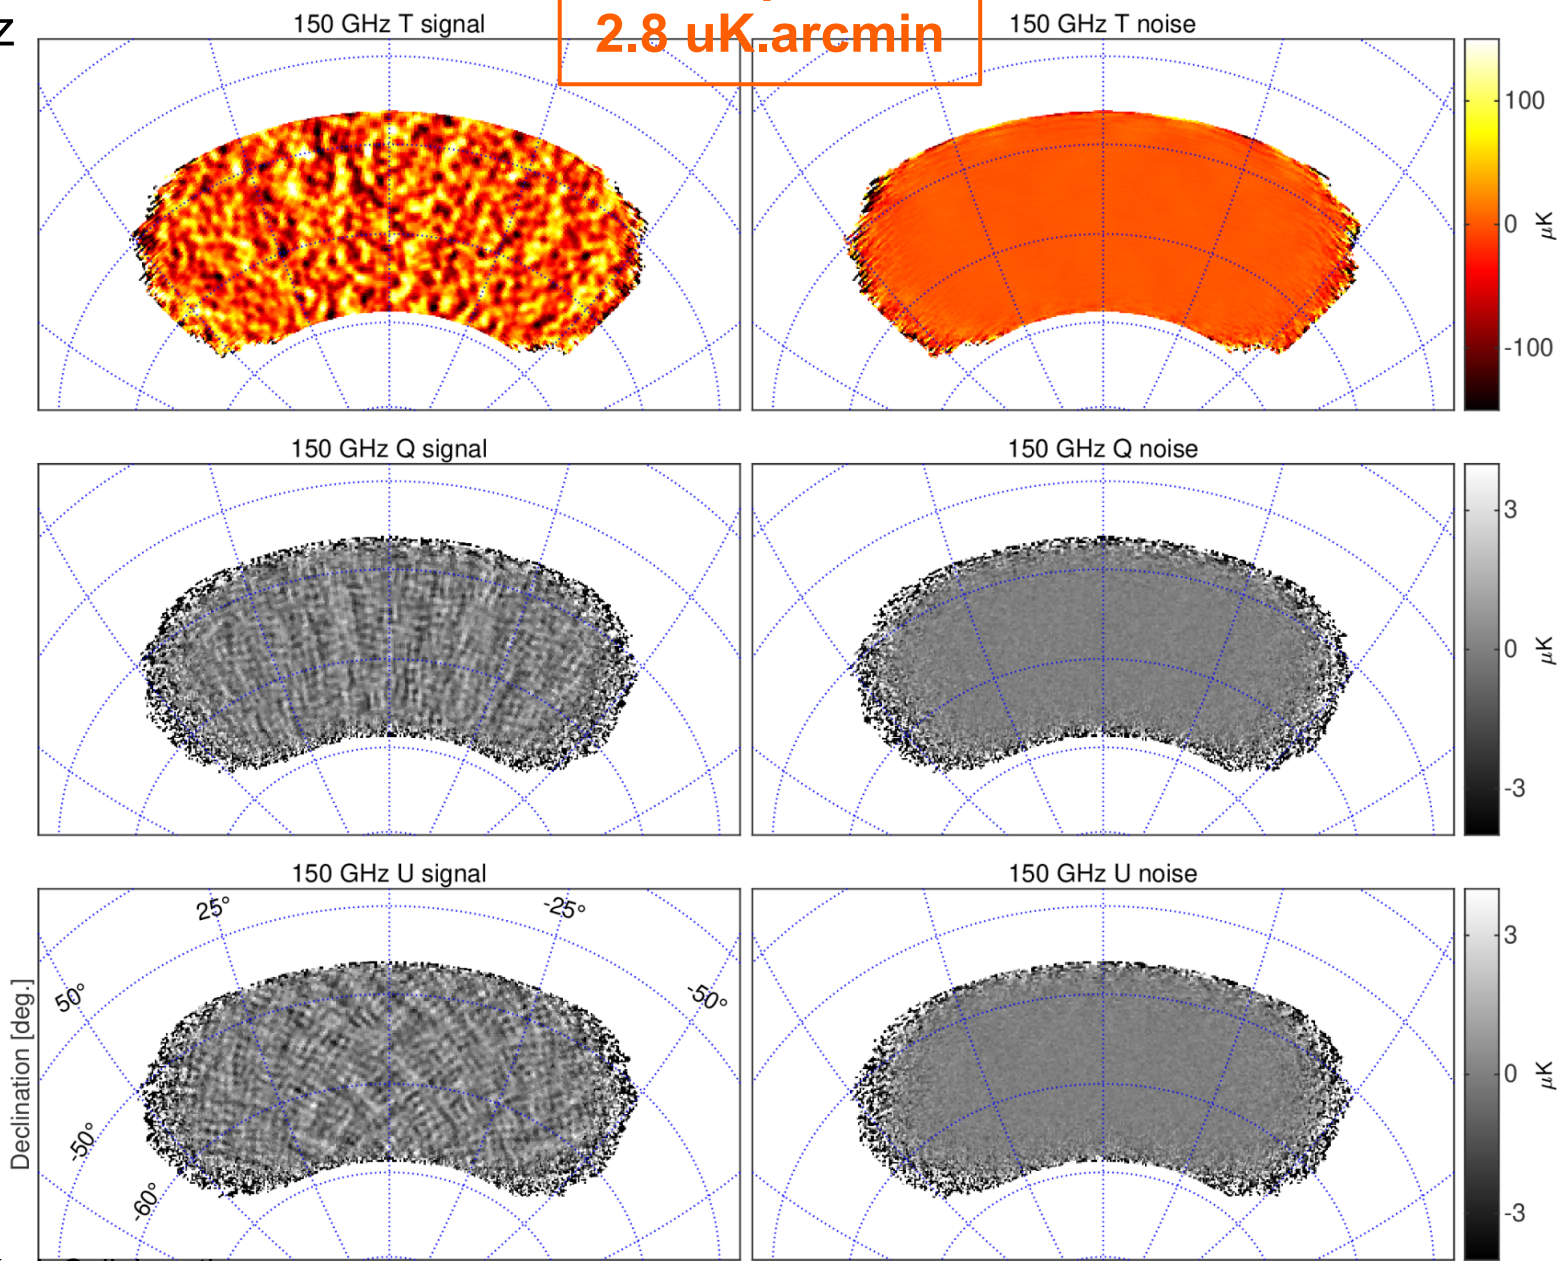 z
150 GHz T signal
2.8 uK.arcmin
150 GHz T noise
100
0
-100
μK
150 GHz Q signal
150 GHz Q noise
3
0
-3
μK
150 GHz U signal
150 GHz U noise
25°
-25°
50°
-50°
-50°
-60°
Declination [deg.]
3
0
-3
μK